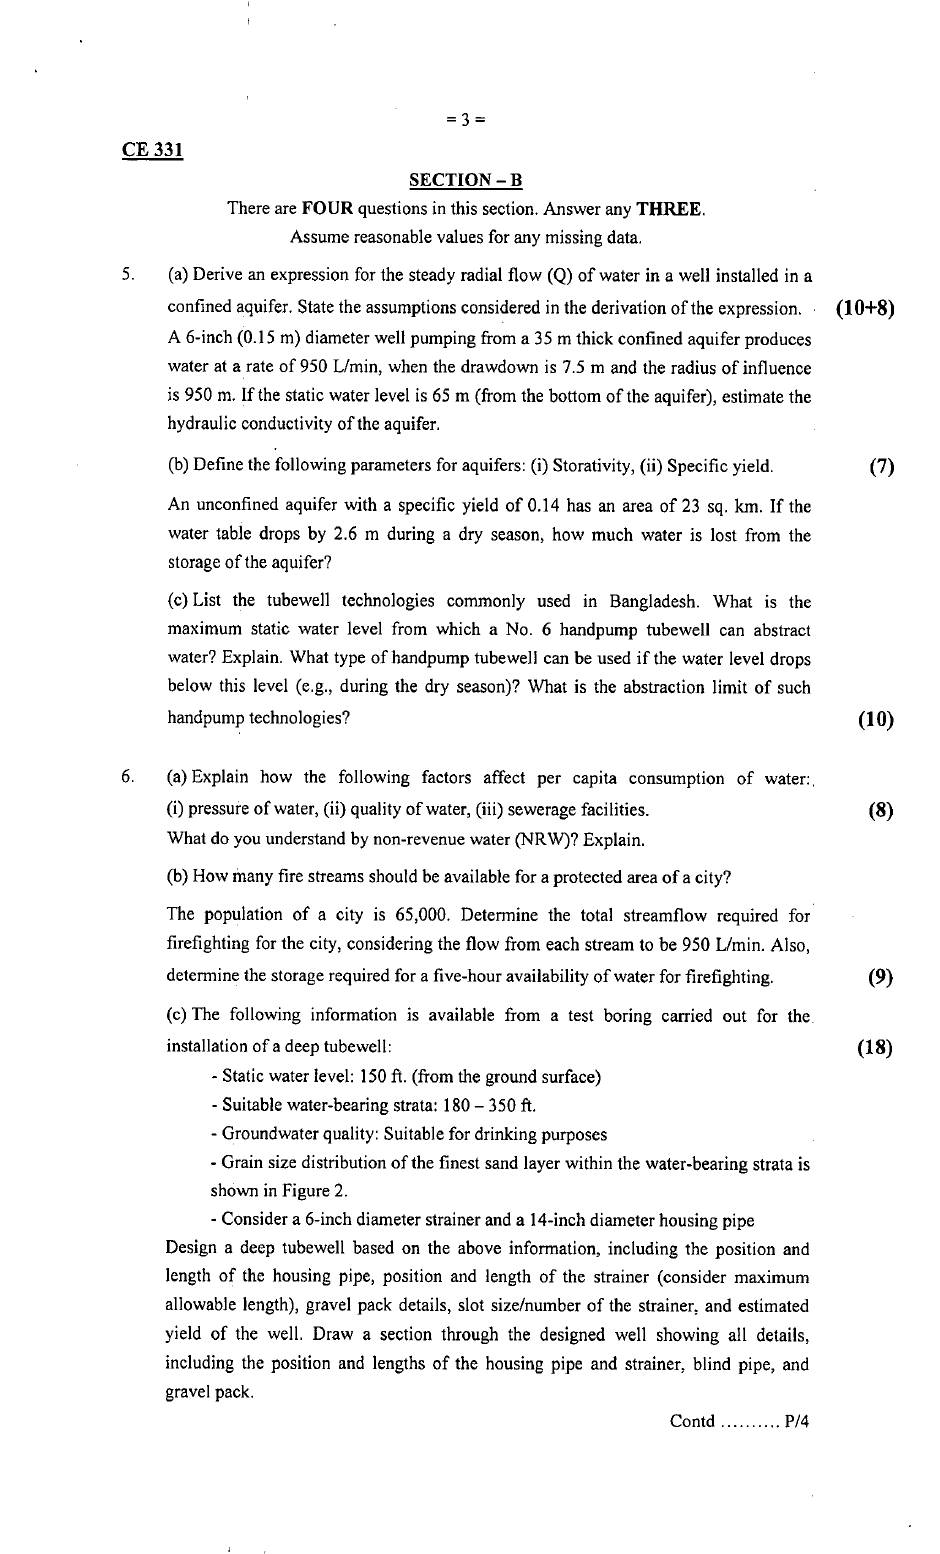 = 3 =
CE 331
SECTION – B
There are FOUR questions in this section. Answer any THREE.
Assume reasonable values for any missing data.
5. (a) Derive an expression for the steady radial flow (Q) of water in a well installed in a
confined aquifer. State the assumptions considered in the derivation of the expression. (10+8)
A 6-inch (0.15 m) diameter well pumping from a 35 m thick confined aquifer produces
water at a rate of 950 L/min, when the drawdown is 7.5 m and the radius of influence
is 950 m. If the static water level is 65 m (from the bottom of the aquifer), estimate the
hydraulic conductivity of the aquifer.
(b) Define the following parameters for aquifers: (i) Storativity, (ii) Specific yield. (7)
An unconfined aquifer with a specific yield of 0.14 has an area of 23 sq. km. If the
water table drops by 2.6 m during a dry season, how much water is lost from the
storage of the aquifer?
(c) List the tubewell technologies commonly used in Bangladesh. What is the
maximum static water level from which a No. 6 handpump tubewell can abstract
water? Explain. What type of handpump tubewell can be used if the water level drops
below this level (e.g., during the dry season)? What is the abstraction limit of such
handpump technologies? (10)
6. (a) Explain how the following factors affect per capita consumption of water:
(i) pressure of water, (ii) quality of water, (iii) sewerage facilities. (8)
What do you understand by non-revenue water (NRW)? Explain.
(b) How many fire streams should be available for a protected area of a city?
The population of a city is 65,000. Determine the total streamflow required for
firefighting for the city, considering the flow from each stream to be 950 L/min. Also,
determine the storage required for a five-hour availability of water for firefighting. (9)
(c) The following information is available from a test boring carried out for the
installation of a deep tubewell: (18)
- Static water level: 150 ft. (from the ground surface)
- Suitable water-bearing strata: 180 – 350 ft.
- Groundwater quality: Suitable for drinking purposes
- Grain size distribution of the finest sand layer within the water-bearing strata is
shown in Figure 2.
- Consider a 6-inch diameter strainer and a 14-inch diameter housing pipe
Design a deep tubewell based on the above information, including the position and
length of the housing pipe, position and length of the strainer (consider maximum
allowable length), gravel pack details, slot size/number of the strainer, and estimated
yield of the well. Draw a section through the designed well showing all details,
including the position and lengths of the housing pipe and strainer, blind pipe, and
gravel pack.
Contd .......... P/4